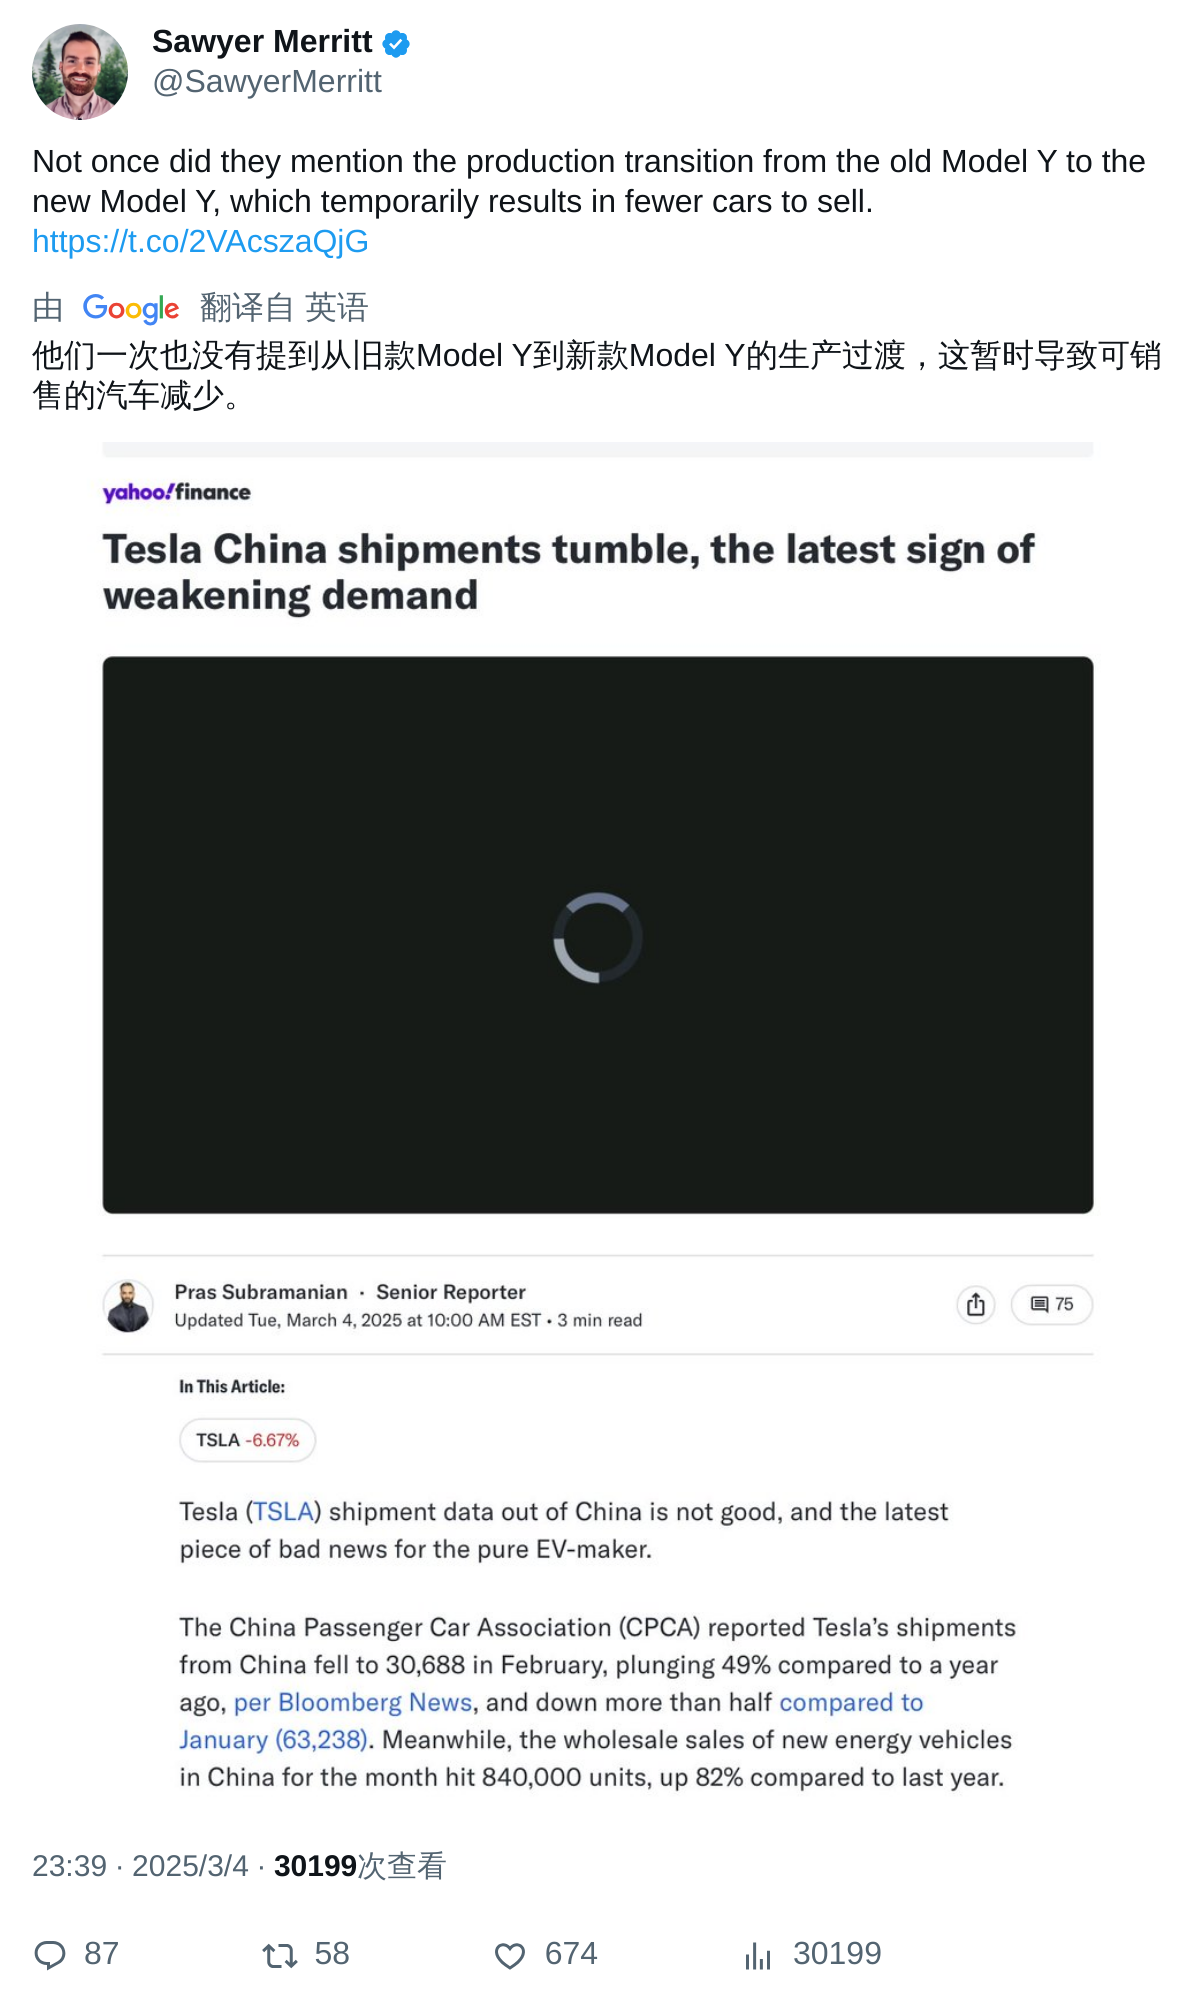 Sawyer Merritt
@SawyerMerritt
Not once did they mention the production transition from the old Model Y to the
new Model Y, which temporarily results in fewer cars to sell.
https://t.co/2VAcszaQjG
由 Google 翻译自 英语
他们一次也没有提到从旧款Model Y到新款Model Y的生产过渡，这暂时导致可销
售的汽车减少。
yahoo!finance
Tesla China shipments tumble, the latest sign of
weakening demand
Pras Subramanian · Senior Reporter
Updated Tue, March 4, 2025 at 10:00 AM EST • 3 min read
75
In This Article:
TSLA -6.67%
Tesla (TSLA) shipment data out of China is not good, and the latest
piece of bad news for the pure EV-maker.
The China Passenger Car Association (CPCA) reported Tesla’s shipments
from China fell to 30,688 in February, plunging 49% compared to a year
ago, per Bloomberg News, and down more than half compared to
January (63,238). Meanwhile, the wholesale sales of new energy vehicles
in China for the month hit 840,000 units, up 82% compared to last year.
23:39 · 2025/3/4 · 30199次查看
87 58 674 30199